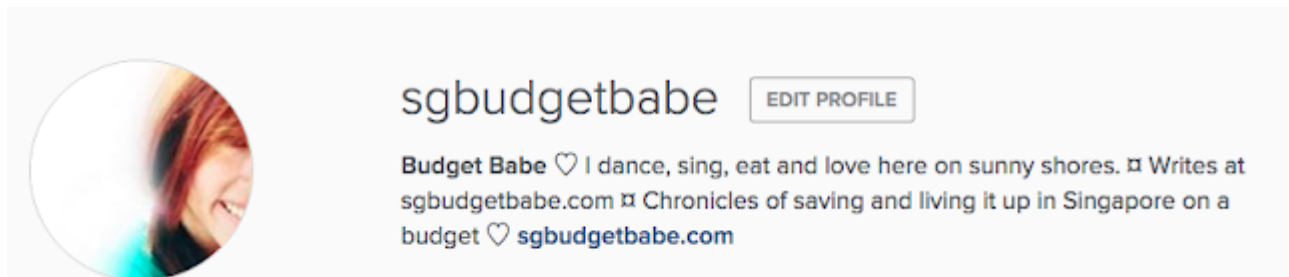 sgbudgetbabe EDIT PROFILE
Budget Babe ♡ I dance, sing, eat and love here on sunny shores. ¤ Writes at
sgbudgetbabe.com ¤ Chronicles of saving and living it up in Singapore on a
budget ♡ sgbudgetbabe.com